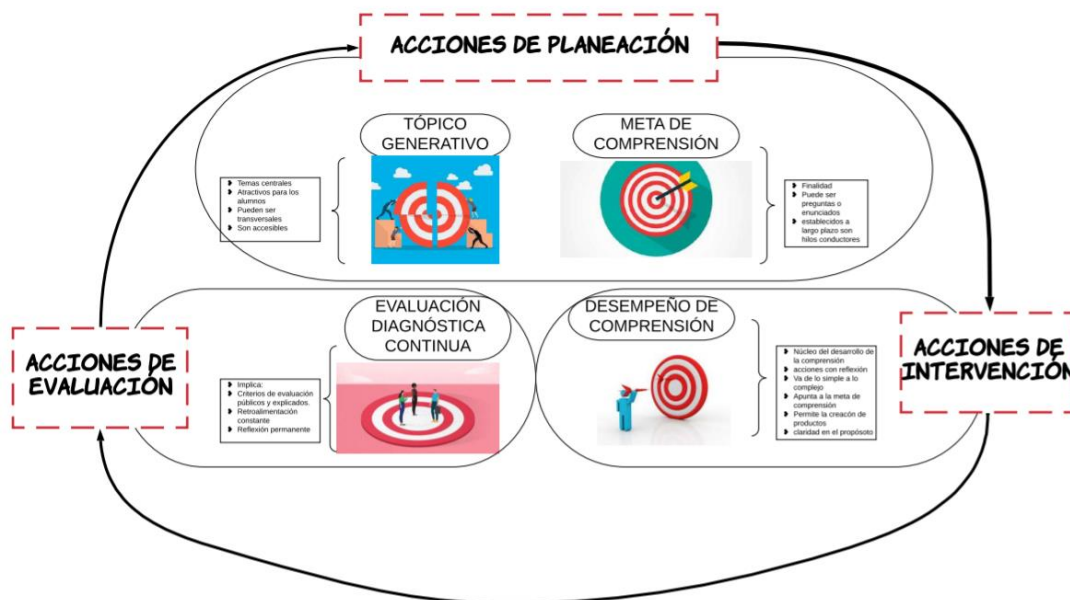 ACCIONES DE PLANEACIÓN
TÓPICO
GENERATIVO
META DE
COMPRENSIÓN
Temas centrales
Atractivos para los
alumnos
Pueden ser
transversales
Son accesibles
Finalidad
Puede ser
preguntas o
enunciados
establecidos a
largo plazo son
hilos conductores
EVALUACIÓN
DIAGNÓSTICA
CONTINUA
DESEMPEÑO DE
COMPRENSIÓN
ACCIONES DE
EVALUACIÓN
Implica:
Criterios de evaluación
públicos y explicados.
Retroalimentación
constante
Reflexión permanente
Núcleo del desarrollo de
la comprensión
acciones con reflexión
Va de lo simple a lo
complejo
Apunta a la meta de
comprensión
Permite la creacón de
productos
claridad en el propósoto
ACCIONES DE
INTERVENCIÓN